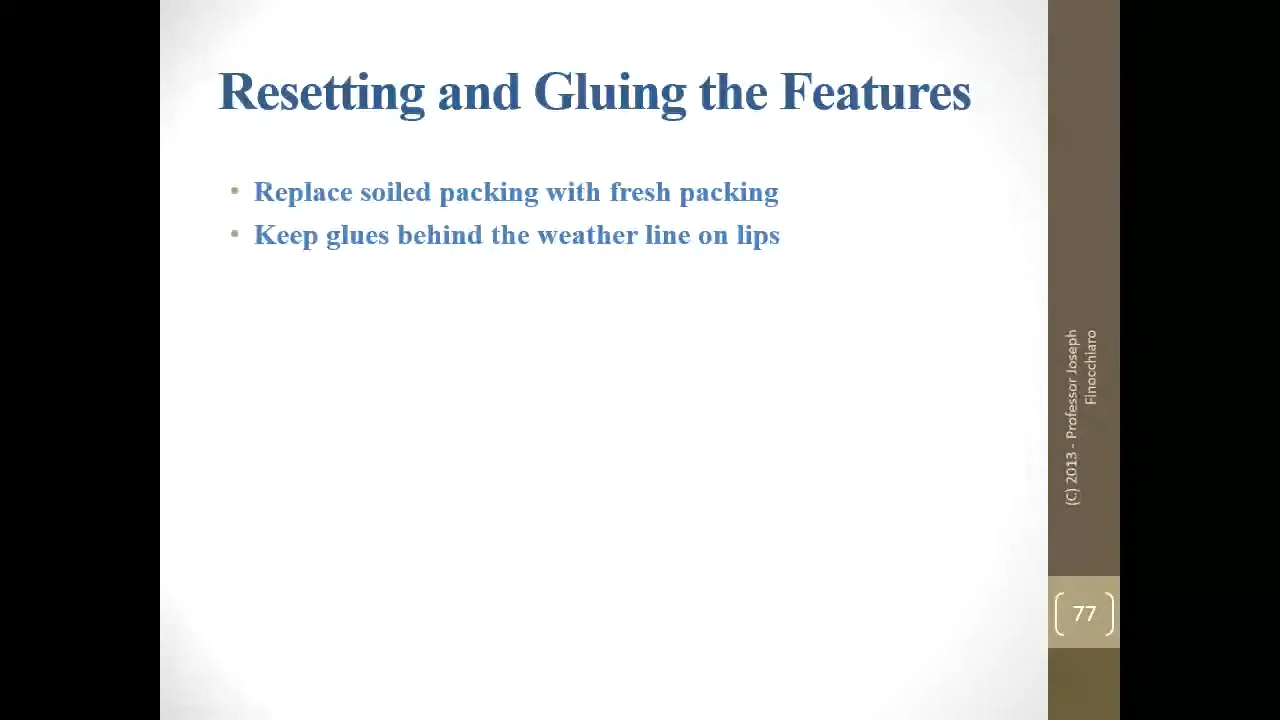 Resetting and Gluing the Features
• Replace soiled packing with fresh packing
• Keep glues behind the weather line on lips
(C) 2013 - Professor Joseph
Finocchiaro
77